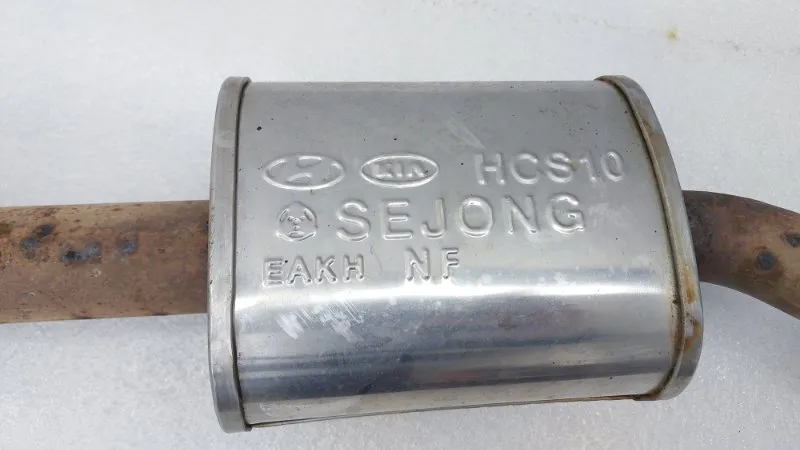 KIA HCS10
SEJONG
EAKH NF